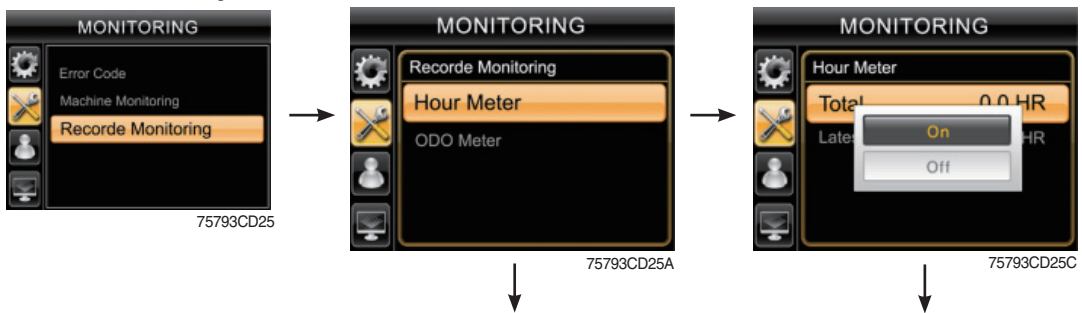 MONITORING
Error Code
Machine Monitoring
Recorde Monitoring
75793CD25
MONITORING
Recorde Monitoring
Hour Meter
ODO Meter
75793CD25A
MONITORING
Hour Meter
Total 0.0 HR
Lates HR
On
Off
75793CD25C